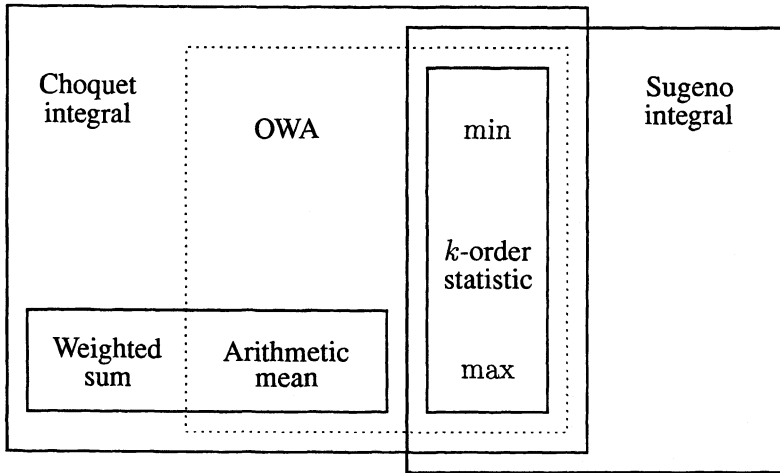 Choquet
integral
OWA
min
Sugeno
integral
k-order
statistic
Weighted
sum
Arithmetic
mean
max